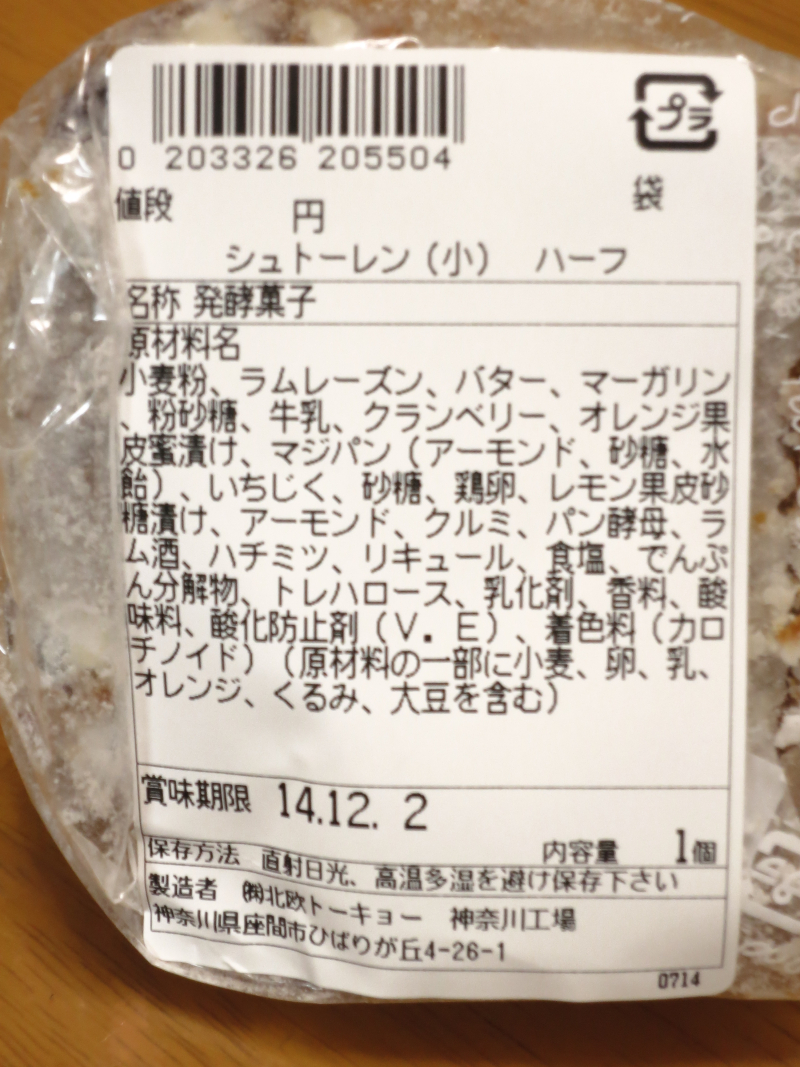 0 203326 205504
プラ
袋
値段 円
シュトーレン(小) ハーフ
名称 発酵菓子
原材料名
小麦粉、ラムレーズン、バター、マーガリン
、粉砂糖、牛乳、クランベリー、オレンジ果
皮蜜漬け、マジパン(アーモンド、砂糖、水
飴)、いちじく、砂糖、鶏卵、レモン果皮砂
糖漬け、アーモンド、クルミ、パン酵母、ラ
ム酒、ハチミツ、リキュール、食塩、でんぷ
ん分解物、トレハロース、乳化剤、香料、酸
味料、酸化防止剤(V.E)、着色料(カロ
チノイド)(原材料の一部に小麦、卵、乳、
オレンジ、くるみ、大豆を含む)
賞味期限 14.12. 2
内容量 1個
保存方法 直射日光、高温多湿を避け保存下さい
製造者 ㈱北欧トーキョー 神奈川工場
神奈川県座間市ひばりが丘4-26-1
0714